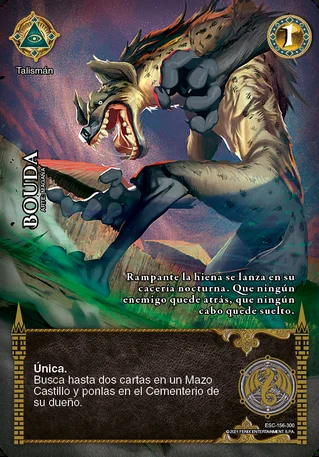 1
Talismán
BOUDA
Rampante la hiena se lanza en su
cacería nocturna. Que ningún
enemigo quede atrás, que ningún
cabo quede suelto.
Única.
Busca hasta dos cartas en un Mazo
Castillo y ponlas en el Cementerio de
su dueño.
ESC-156-300
©2021 FENIX ENTERTAINMENT S.P.A.